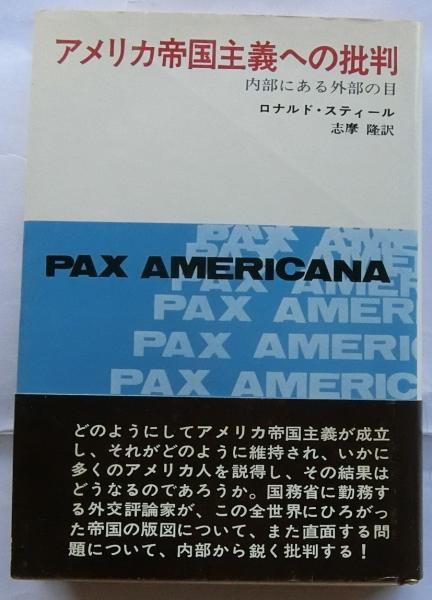 アメリカ帝国主義への批判
内部にある外部の目
ロナルド・スティール
志摩 隆訳
PAX AME
PAX AMER
PAX AMERICANA
PAX AMER
PAX AMER
PAX AMERIC
PAX AMERIC
どのようにしてアメリカ帝国主義が成立
し、それがどのように維持され、いかに
多くのアメリカ人を説得し、その結果は
どうなるのであろうか。国務省に勤務す
る外交評論家が、この全世界にひろがっ
た帝国の版図について、また直面する問
題について、内部から鋭く批判する！